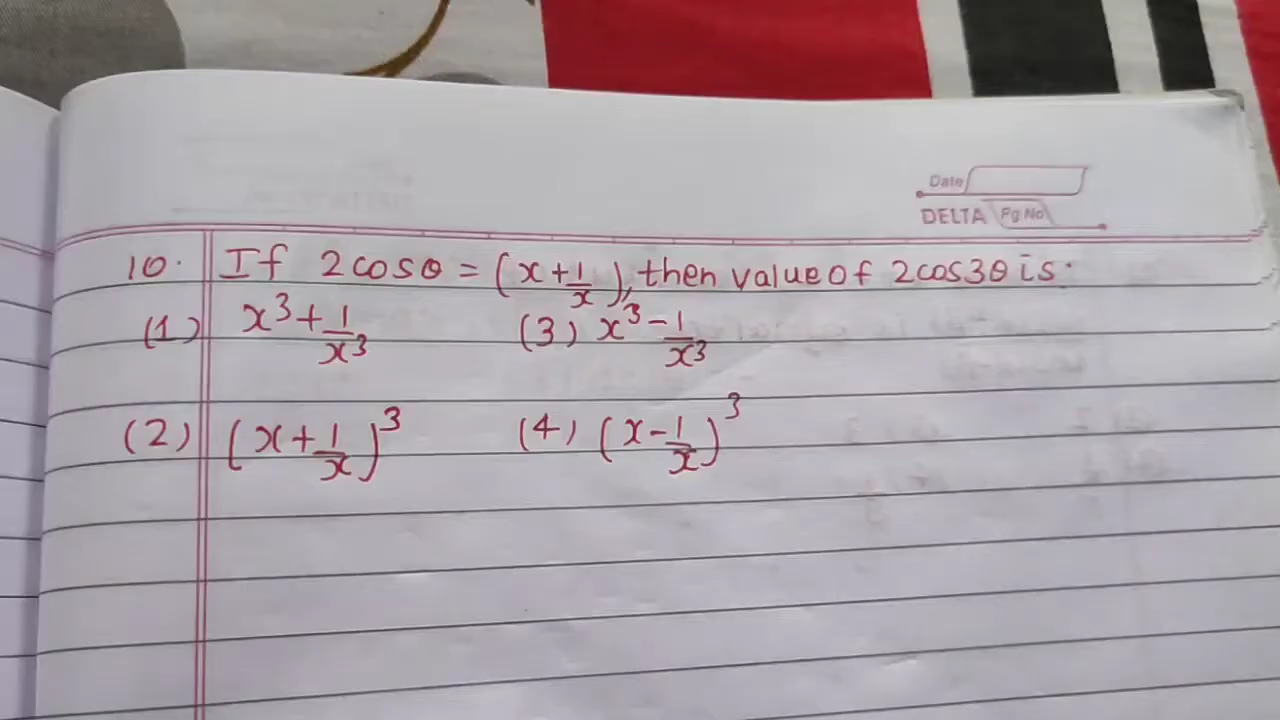 Date
DELTA Pg No
10. If 2cosθ = (x + 1/x), then value of 2cos3θ is:
(1) x³ + 1/x³ (3) x³ - 1/x³
(2) (x + 1/x)³ (4) (x - 1/x)³